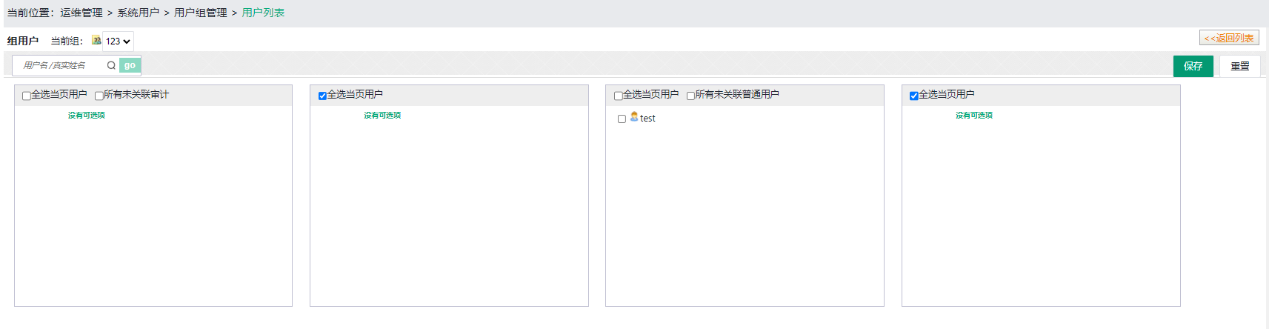 当前位置：运维管理 > 系统用户 > 用户组管理 > 用户列表
组用户 当前组: 123
<<返回列表
用户名/真实姓名 go
保存 重置
全选当页用户 所有未关联审计
没有可选项
全选当页用户
没有可选项
全选当页用户 所有未关联普通用户
test
全选当页用户
没有可选项